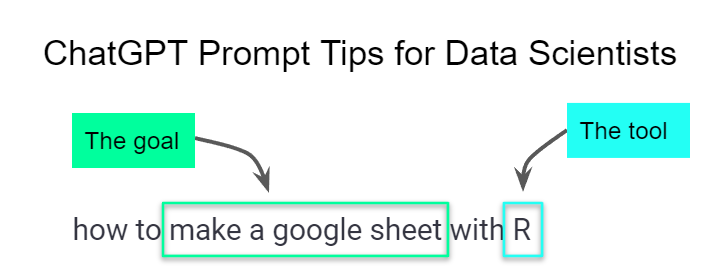 ChatGPT Prompt Tips for Data Scientists
The goal
The tool
how to make a google sheet with R